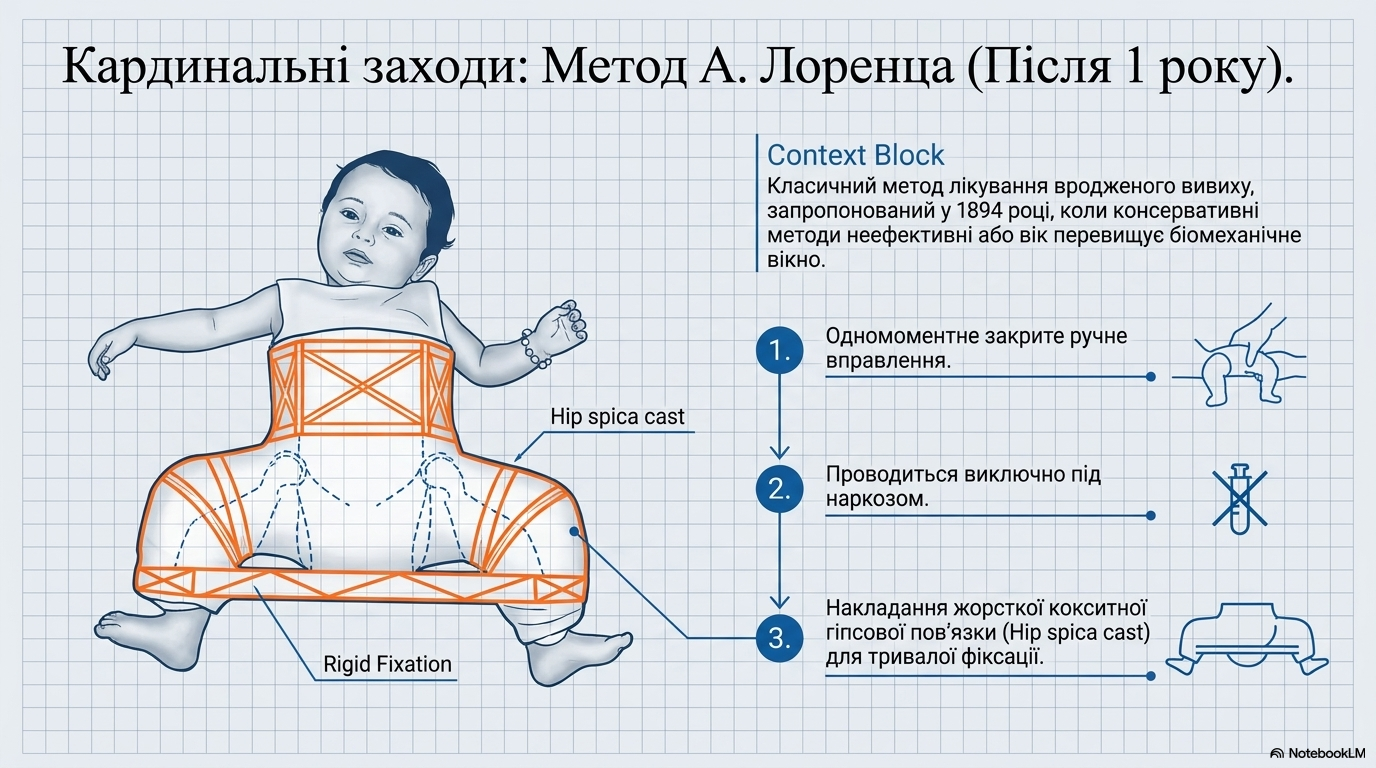 Кардинальні заходи: Метод А. Лоренца (Після 1 року).
Context Block
Класичний метод лікування вродженого вивиху,
запропонований у 1894 році, коли консервативні
методи неефективні або вік перевищує біомеханічне
вікно.
1.
Одномоментне закрите ручне
вправлення.
Hip spica cast
2.
Проводиться виключно під
наркозом.
3.
Накладання жорсткої кокситної
гіпсової пов’язки (Hip spica cast)
для тривалої фіксації.
Rigid Fixation
NotebookLM